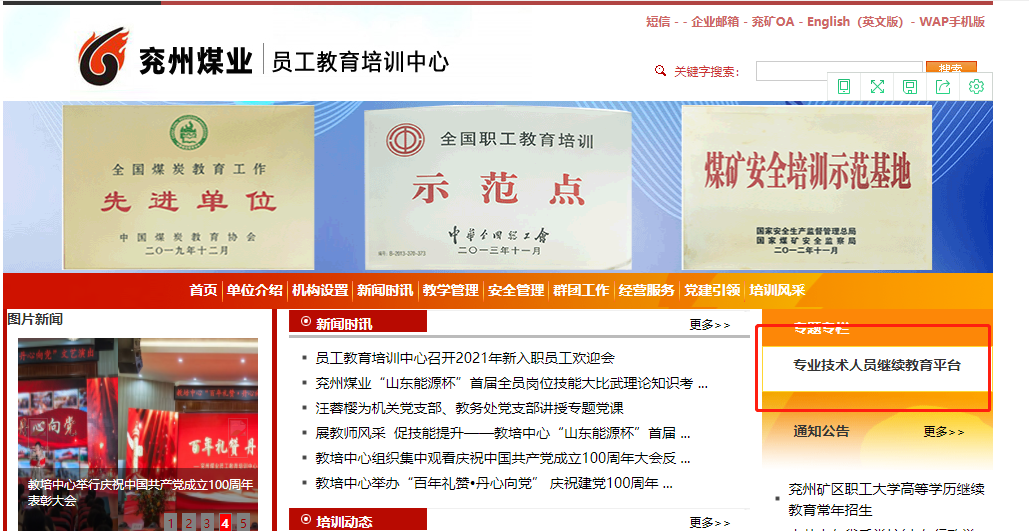 短信 - - 企业邮箱 - 兖矿OA - English（英文版）- WAP手机版
兖州煤业
员工教育培训中心
关键字搜索：
搜索
全国煤炭教育工作
先进单位
中国煤炭教育协会
二〇一九年十二月
全国职工教育培训
示范点
中华全国总工会
二〇一三年十一月
煤矿安全培训示范基地
国家安全生产监督管理总局
国家煤矿安全监察局
二〇一二年十一月
首页 | 单位介绍 | 机构设置 | 新闻时讯 | 教学管理 | 安全管理 | 群团工作 | 经营服务 | 党建引领 | 培训风采
图片新闻
丹心向党"文艺演出
心向党
百年礼赞 丹
教培中心举行庆祝中国共产党成立100周年
表彰大会
1 2 3 4 5
新闻时讯
更多>>
员工教育培训中心召开2021年新入职员工欢迎会
兖州煤业“山东能源杯”首届全员岗位技能大比武理论知识考 ...
汪蓉樱为机关党支部、教务处党支部讲授专题党课
展教师风采 促技能提升——教培中心“山东能源杯”首届 ...
教培中心组织集中观看庆祝中国共产党成立100周年大会反 ...
教培中心举办“百年礼赞•丹心向党” 庆祝建党100周年 ...
培训动态
更多>>
专题专栏
专业技术人员继续教育平台
通知公告
更多>>
兖州矿区职工大学高等学历继续
教育常年招生